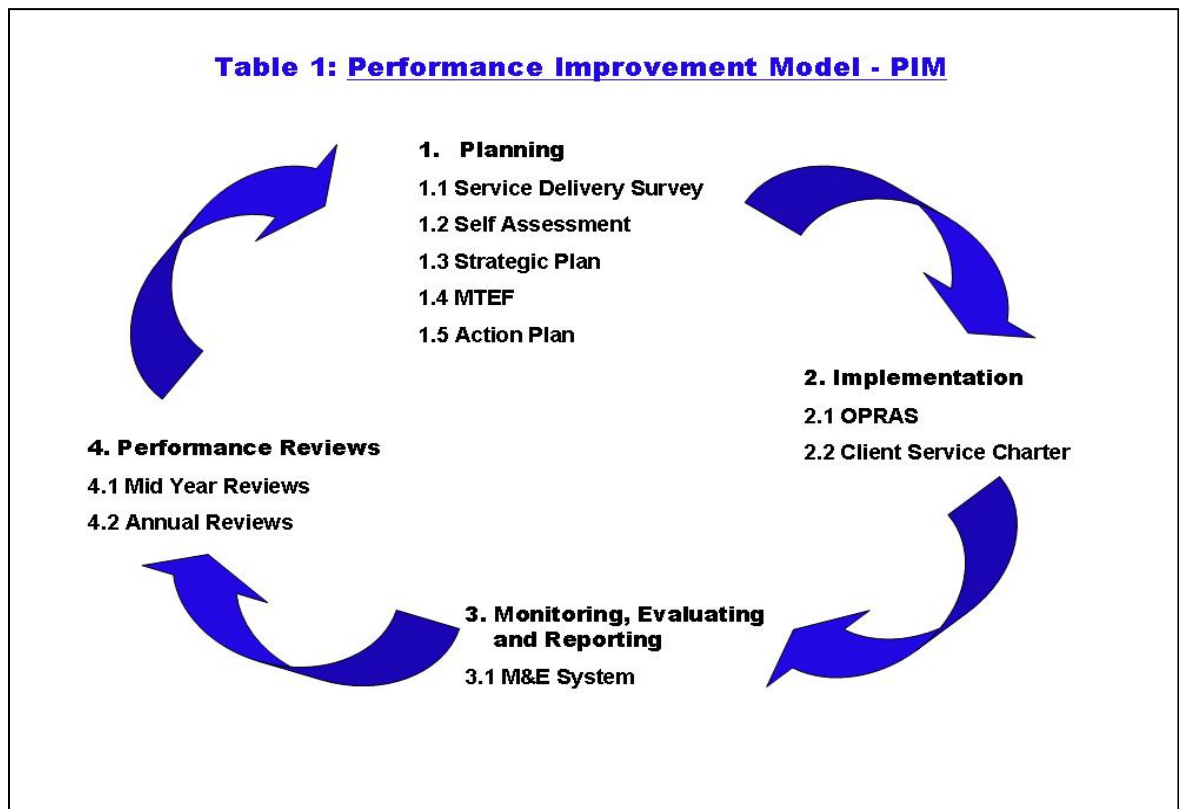 Table 1: Performance Improvement Model - PIM
1. Planning
1.1 Service Delivery Survey
1.2 Self Assessment
1.3 Strategic Plan
1.4 MTEF
1.5 Action Plan
2. Implementation
2.1 OPRAS
2.2 Client Service Charter
3. Monitoring, Evaluating
and Reporting
3.1 M&E System
4. Performance Reviews
4.1 Mid Year Reviews
4.2 Annual Reviews